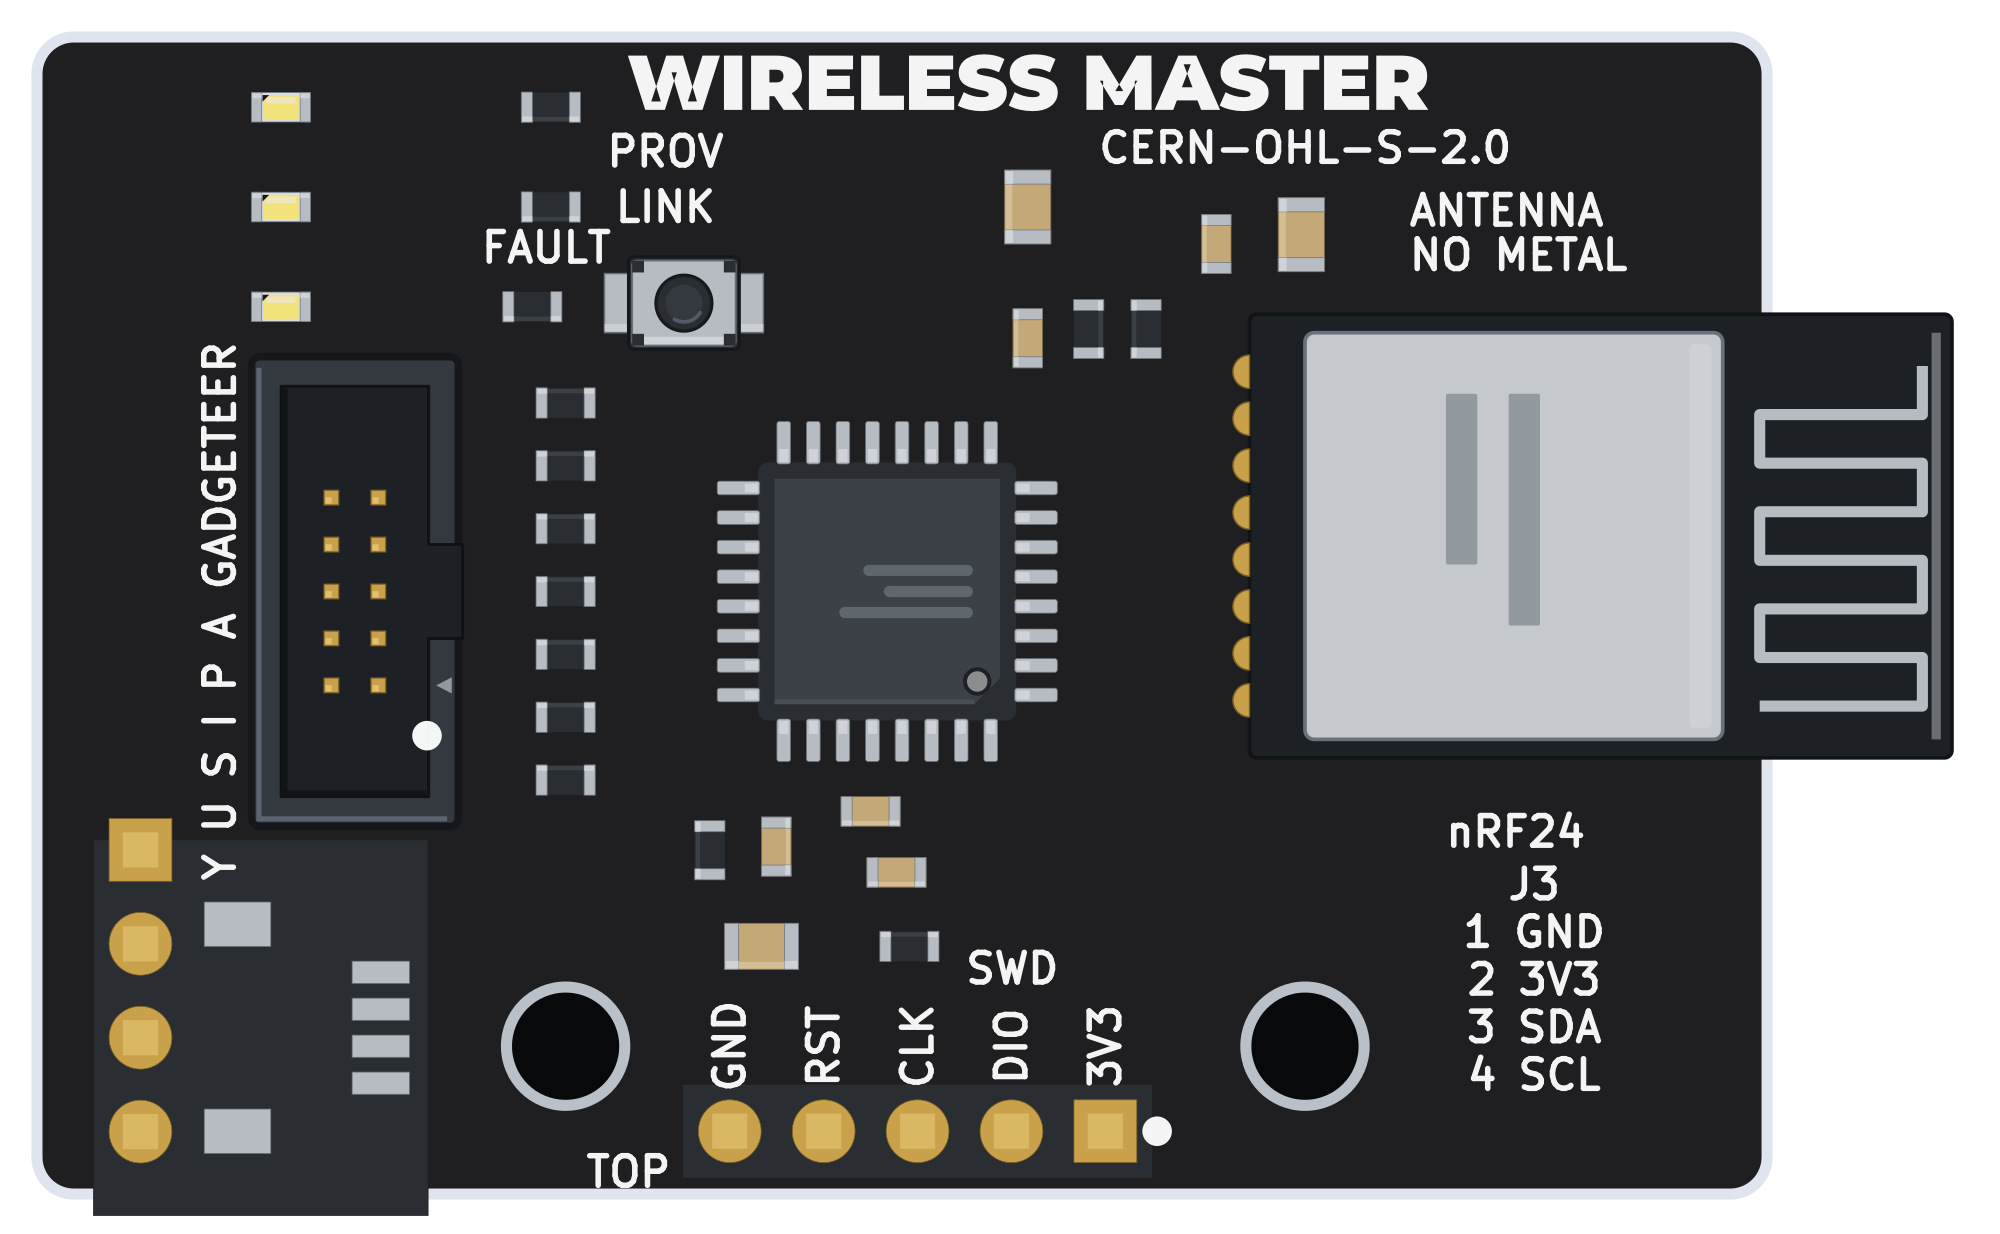 WIRELESS MASTER
CERN-OHL-S-2.0
PROV
LINK
FAULT
ANTENNA
NO METAL
Y U S I P A GADGETEER
nRF24
J3
1 GND
2 3V3
3 SDA
4 SCL
SWD
GND
RST
CLK
DIO
3V3
TOP